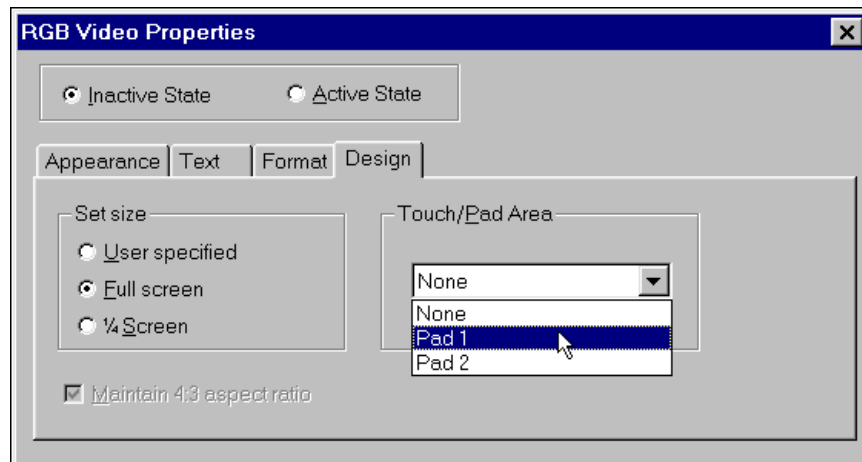 RGB Video Properties
Inactive State Active State
Appearance Text Format Design
Set size Touch/Pad Area
User specified
None
Full screen
None
¼ Screen
Pad 1
Pad 2
Maintain 4:3 aspect ratio